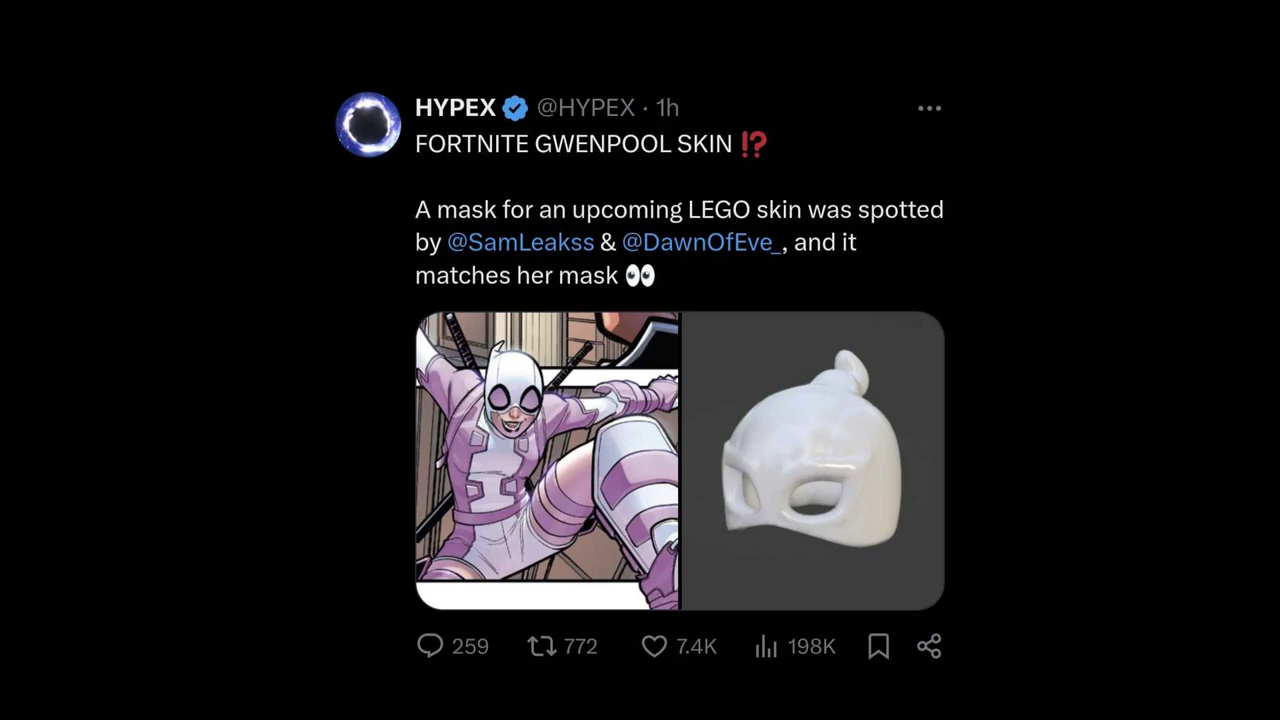 HYPEX @HYPEX · 1h
FORTNITE GWENPOOL SKIN ⁉️
A mask for an upcoming LEGO skin was spotted
by @SamLeakss & @DawnOfEve_, and it
matches her mask 👀
259 772 7.4K 198K